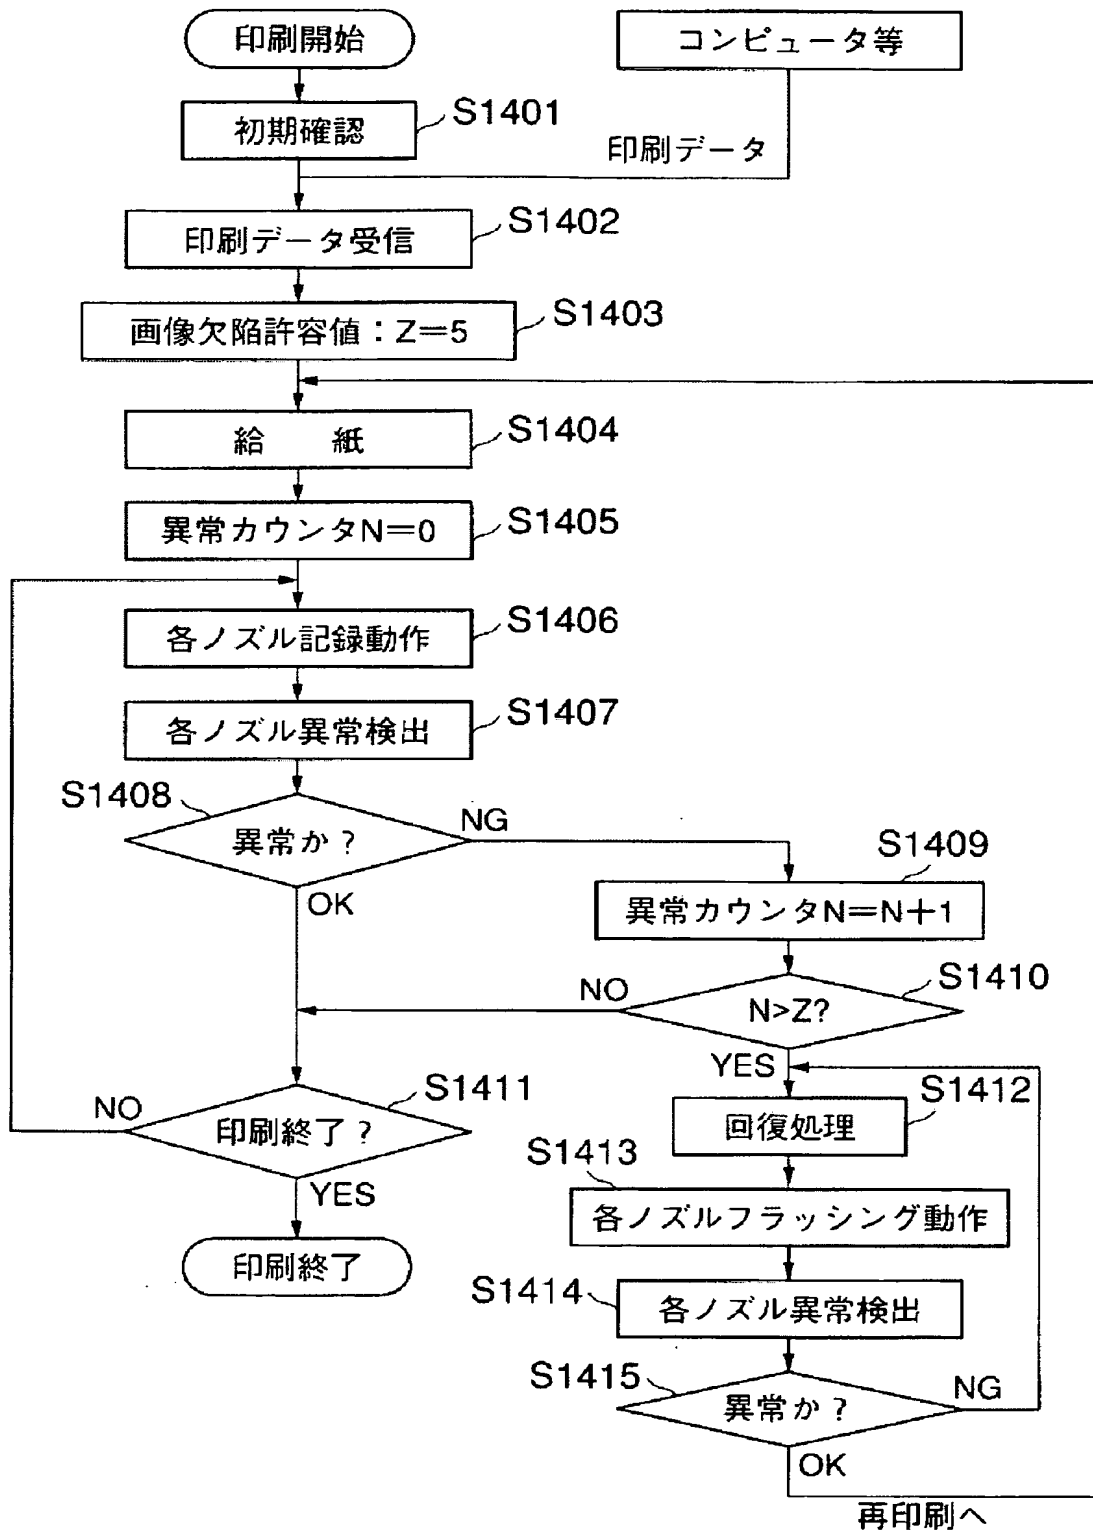 印刷開始
コンピュータ等
初期確認
S1401
印刷データ
印刷データ受信
S1402
画像欠陥許容値：Z＝5
S1403
給　紙
S1404
異常カウンタN＝0
S1405
各ノズル記録動作
S1406
各ノズル異常検出
S1407
S1408
異常か？
NG
OK
S1409
異常カウンタN＝N＋1
S1410
N>Z?
NO
YES
S1411
印刷終了？
NO
YES
印刷終了
S1412
回復処理
S1413
各ノズルフラッシング動作
S1414
各ノズル異常検出
S1415
異常か？
NG
OK
再印刷へ